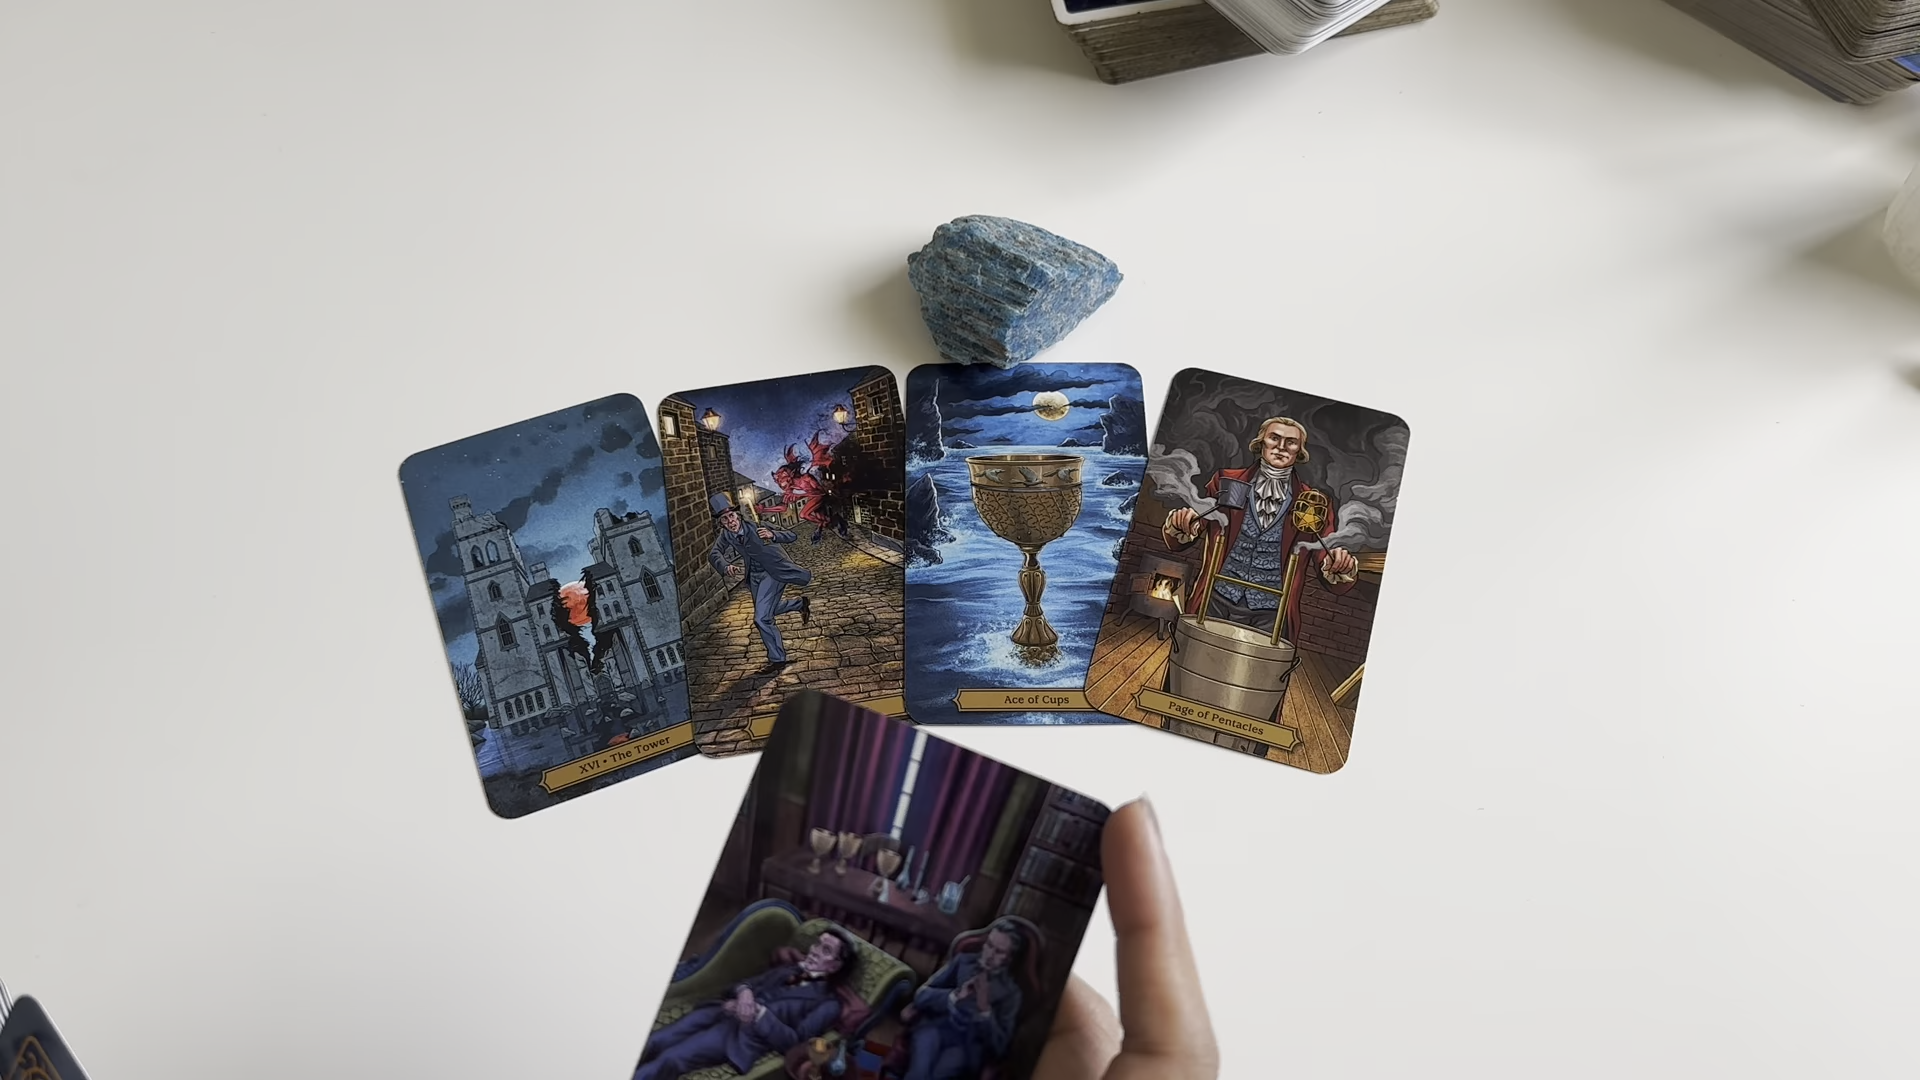 XVI • The Tower
Ace of Cups
Page of Pentacles